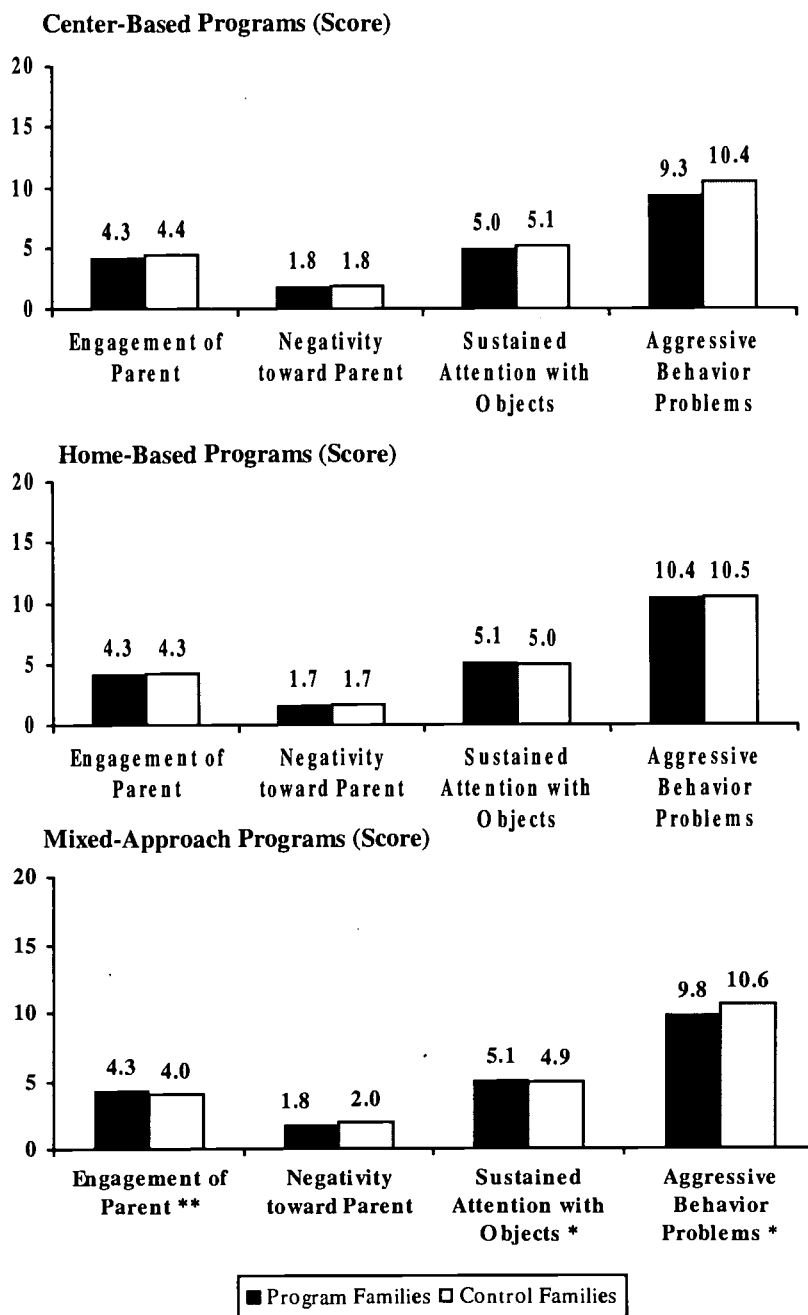 Center-Based Programs (Score)
20
15
10
5
0
4.3 4.4
1.8 1.8
5.0 5.1
9.3 10.4
Engagement of Parent
Negativity toward Parent
Sustained Attention with Objects
Aggressive Behavior Problems
Home-Based Programs (Score)
20
15
10
5
0
4.3 4.3
1.7 1.7
5.1 5.0
10.4 10.5
Engagement of Parent
Negativity toward Parent
Sustained Attention with Objects
Aggressive Behavior Problems
Mixed-Approach Programs (Score)
20
15
10
5
0
4.3 4.0
1.8 2.0
5.1 4.9
9.8 10.6
Engagement of Parent **
Negativity toward Parent
Sustained Attention with Objects *
Aggressive Behavior Problems *
Program Families Control Families